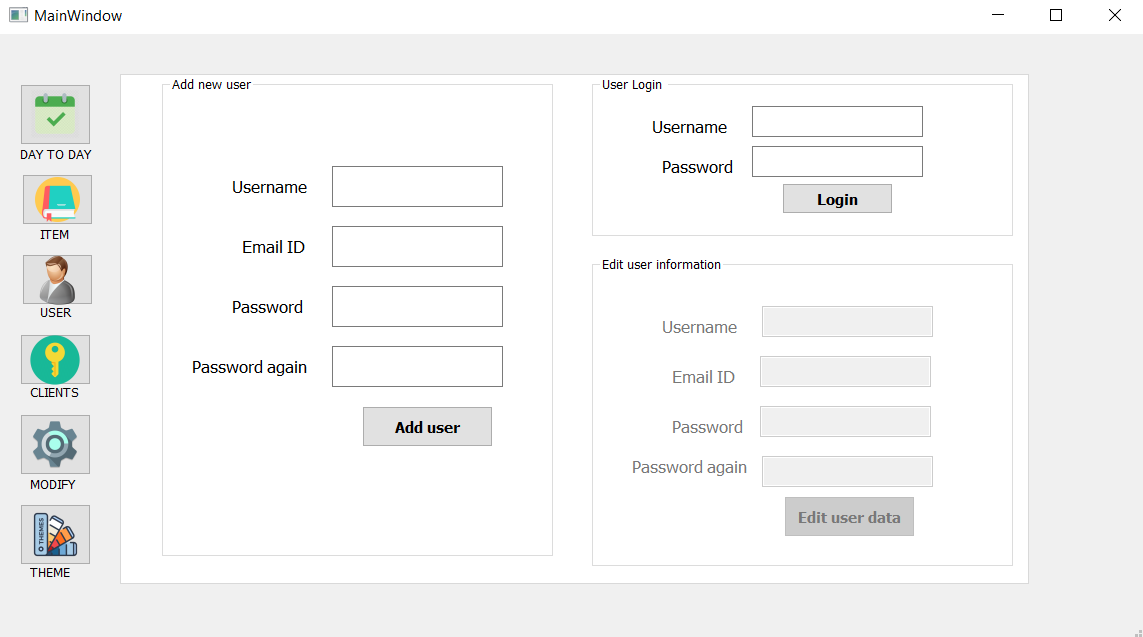 MainWindow
DAY TO DAY
ITEM
USER
CLIENTS
MODIFY
THEMES
THEME
Add new user
Username
Email ID
Password
Password again
Add user
User Login
Username
Password
Login
Edit user information
Username
Email ID
Password
Password again
Edit user data